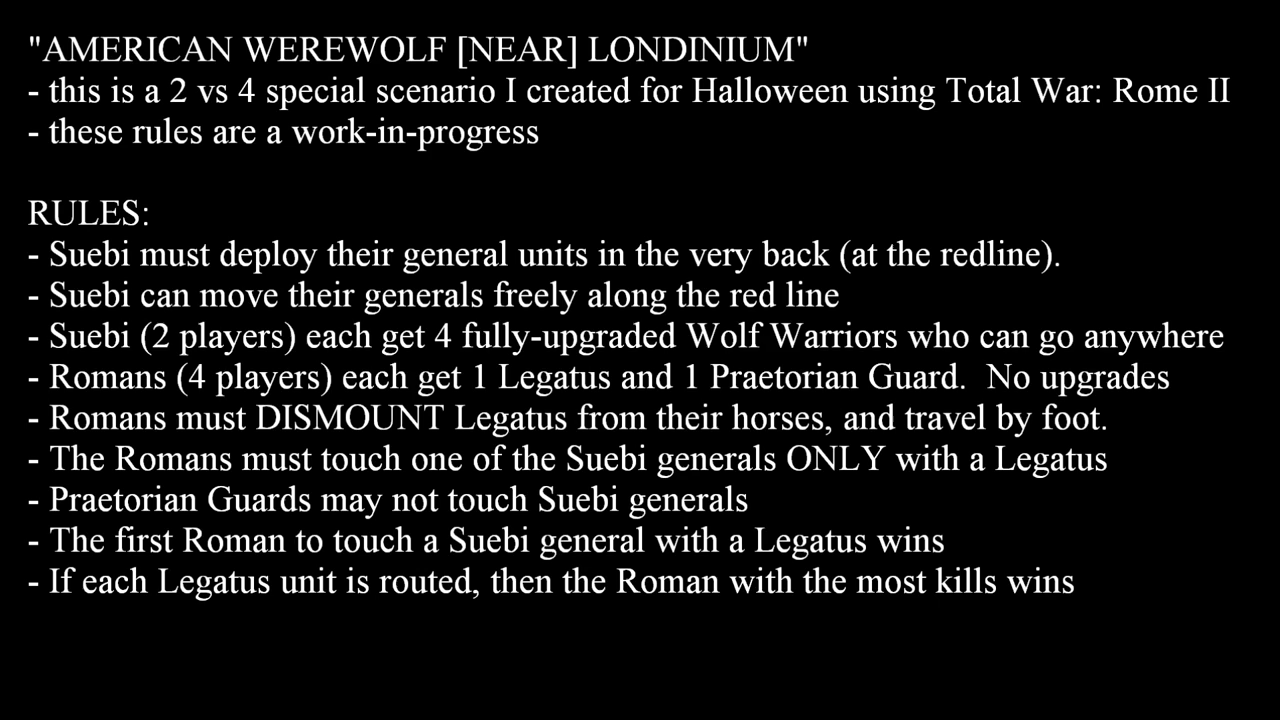 "AMERICAN WEREWOLF [NEAR] LONDINIUM"
- this is a 2 vs 4 special scenario I created for Halloween using Total War: Rome II
- these rules are a work-in-progress
RULES:
- Suebi must deploy their general units in the very back (at the redline).
- Suebi can move their generals freely along the red line
- Suebi (2 players) each get 4 fully-upgraded Wolf Warriors who can go anywhere
- Romans (4 players) each get 1 Legatus and 1 Praetorian Guard.  No upgrades
- Romans must DISMOUNT Legatus from their horses, and travel by foot.
- The Romans must touch one of the Suebi generals ONLY with a Legatus
- Praetorian Guards may not touch Suebi generals
- The first Roman to touch a Suebi general with a Legatus wins
- If each Legatus unit is routed, then the Roman with the most kills wins